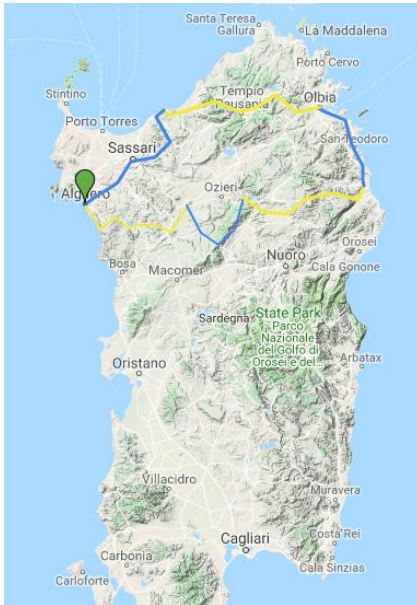 Santa Teresa
Gallura
La Maddalena
Porto Cervo
Stintino
Porto Torres
Tempio
Pausania
Olbia
Sassari
San Teodoro
Alghero
Ozieri
Orosei
Bosa
Nuoro
Macomer
Cala Gonone
Sardegna
State Park
Parco
Nazionale
del Golfo di
Orosei e del...
Oristano
Arbatax
Villacidro
Muravera
Costa Rei
Cagliari
Carbonia
Cala Sinzias
Carloforte